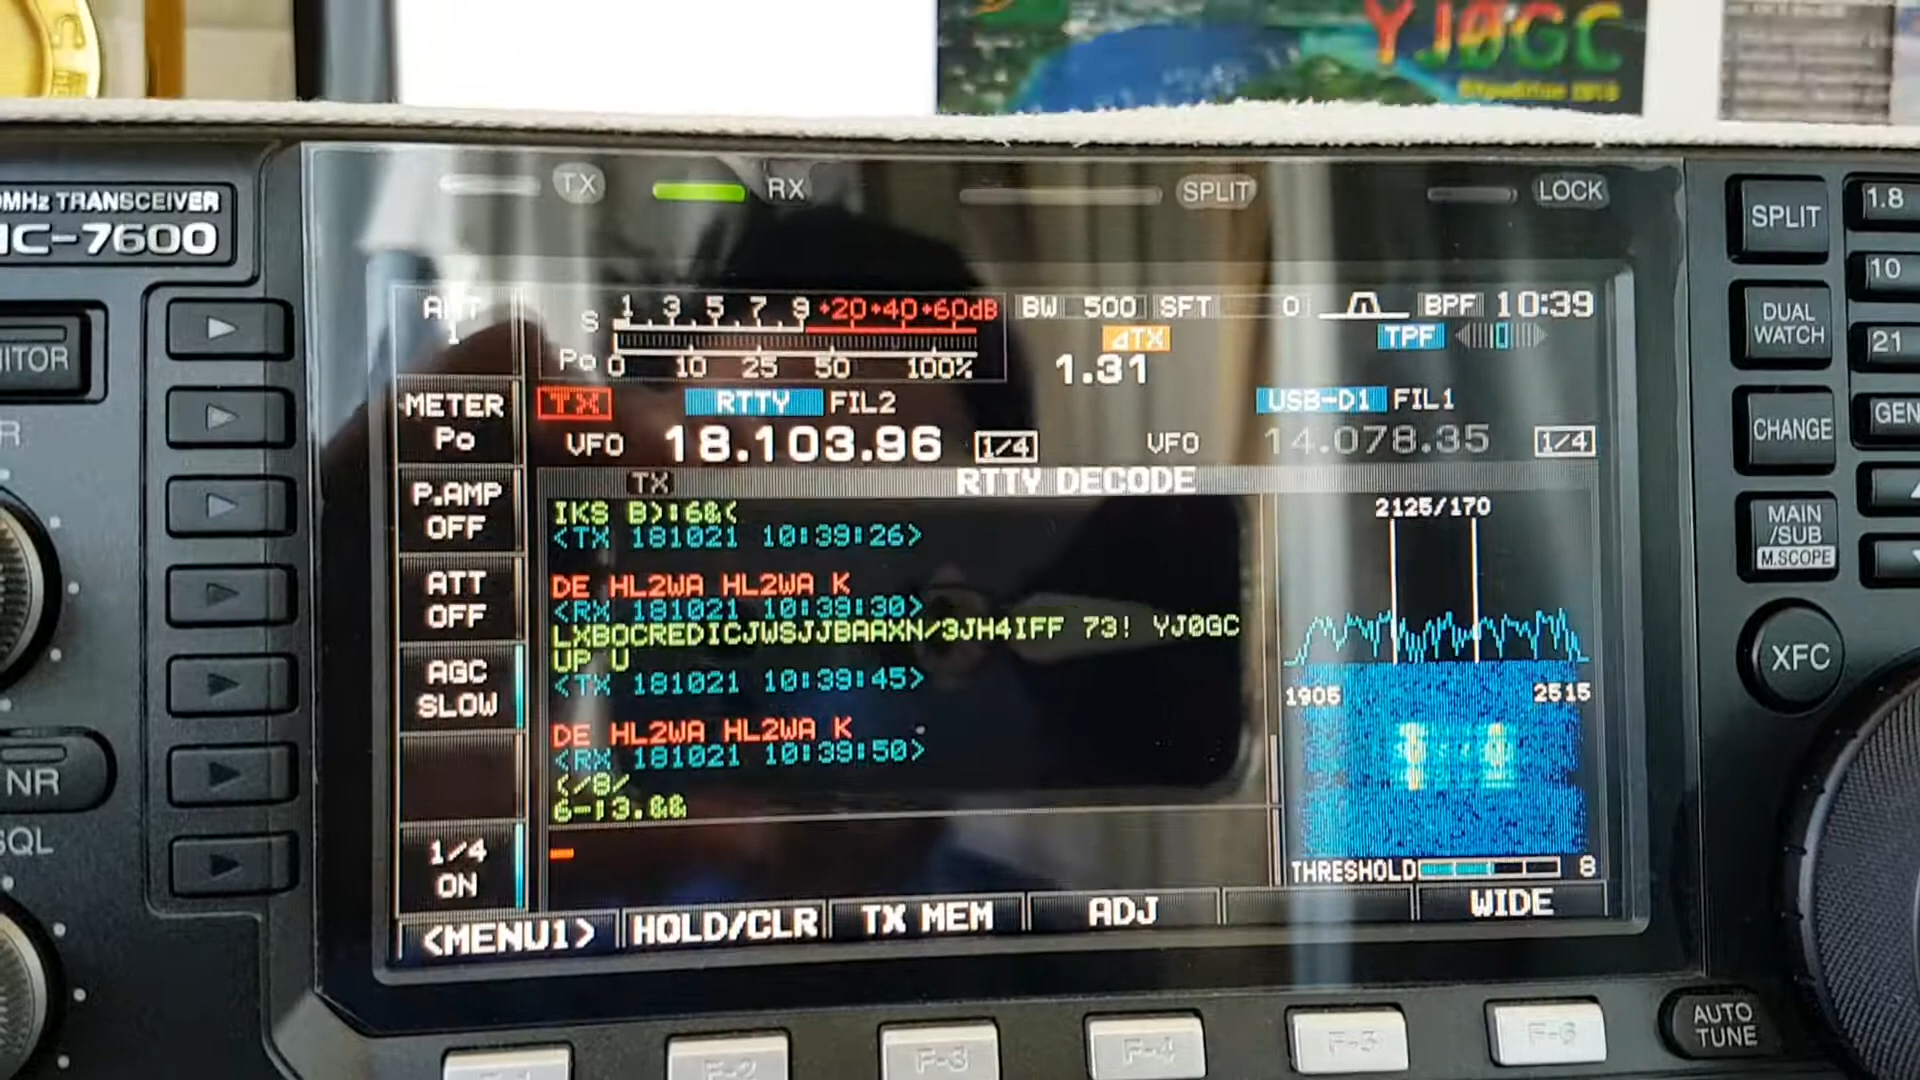 YJ0GC
TX
RX
SPLIT
LOCK
MHz TRANSCEIVER
IC-7600
ANT
1
S 1 3 5 7 9 +20+40+60dB
Po 0 10 25 50 100%
BW 500 SFT 0 BPF 10:39
⊿TX
1.31
TPF
METER
Po
TX RTTY FIL2
USB-D1 FIL1
VFO 18.103.96 1/4
VFO 14.078.35 1/4
TX RTTY DECODE
P.AMP
OFF
ATT
OFF
AGC
SLOW
1/4
ON
IKS B):6&(
<TX 181021 10:39:26>
DE HL2WA HL2WA K
<RX 181021 10:39:30>
LXBOCREDICJWSJJBAAXN/3JH4IFF 73! YJ0GC
UP U
<TX 181021 10:39:45>
DE HL2WA HL2WA K
<RX 181021 10:39:50>
(/8/
6-;3.&&
2125/170
1905 2515
THRESHOLD 8
<MENU1> HOLD/CLR TX MEM ADJ WIDE
F-2 F-3 F-4 F-5 F-6
SPLIT
DUAL
WATCH
CHANGE
MAIN
/SUB
M.SCOPE
XFC
AUTO
TUNE
1.8
10
21
GEN
NITOR
NR
SQL